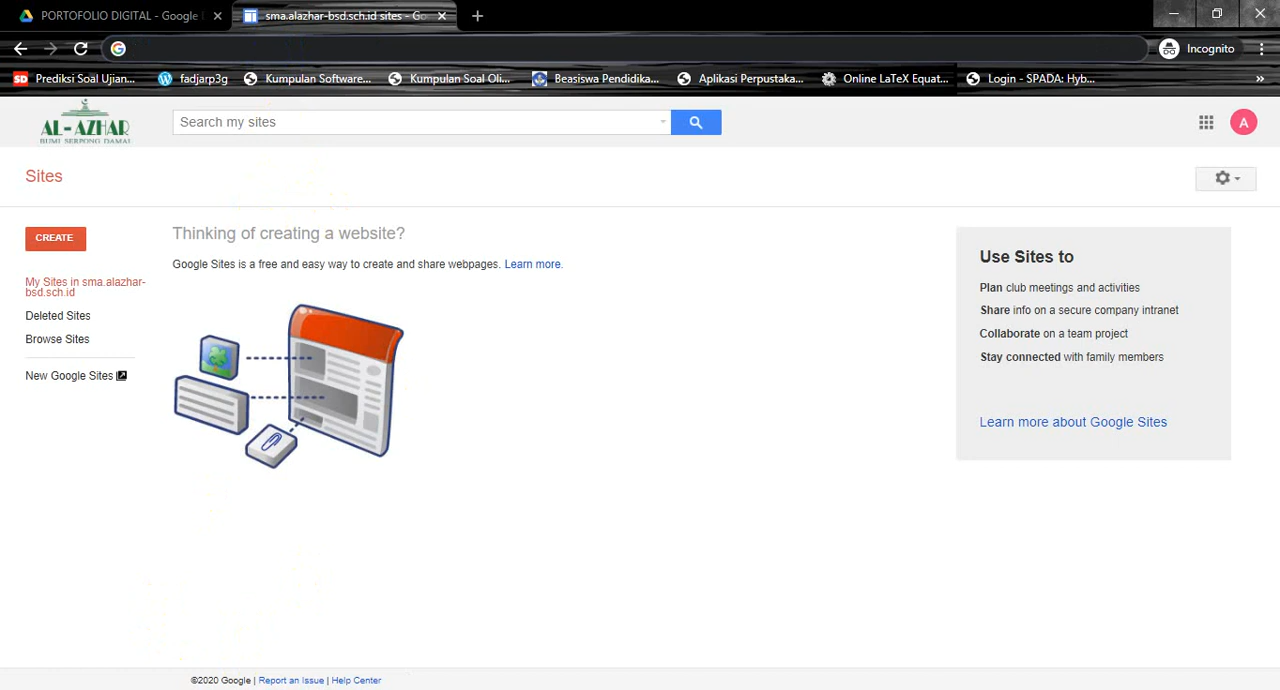 PORTOFOLIO DIGITAL - Google
sma.alazhar-bsd.sch.id sites - Go
Incognito
SD Prediksi Soal Ujian...
fadjarp3g
Kumpulan Software...
Kumpulan Soal Oli...
Beasiswa Pendidika...
Aplikasi Perpustaka...
Online LaTeX Equat...
Login - SPADA: Hyb...
»
AL-AZHAR
BUMI SERPONG DAMAI
Search my sites
A
Sites
CREATE
My Sites in sma.alazhar-
bsd.sch.id
Deleted Sites
Browse Sites
New Google Sites
Thinking of creating a website?
Google Sites is a free and easy way to create and share webpages. Learn more.
Use Sites to
Plan club meetings and activities
Share info on a secure company intranet
Collaborate on a team project
Stay connected with family members
Learn more about Google Sites
©2020 Google | Report an Issue | Help Center